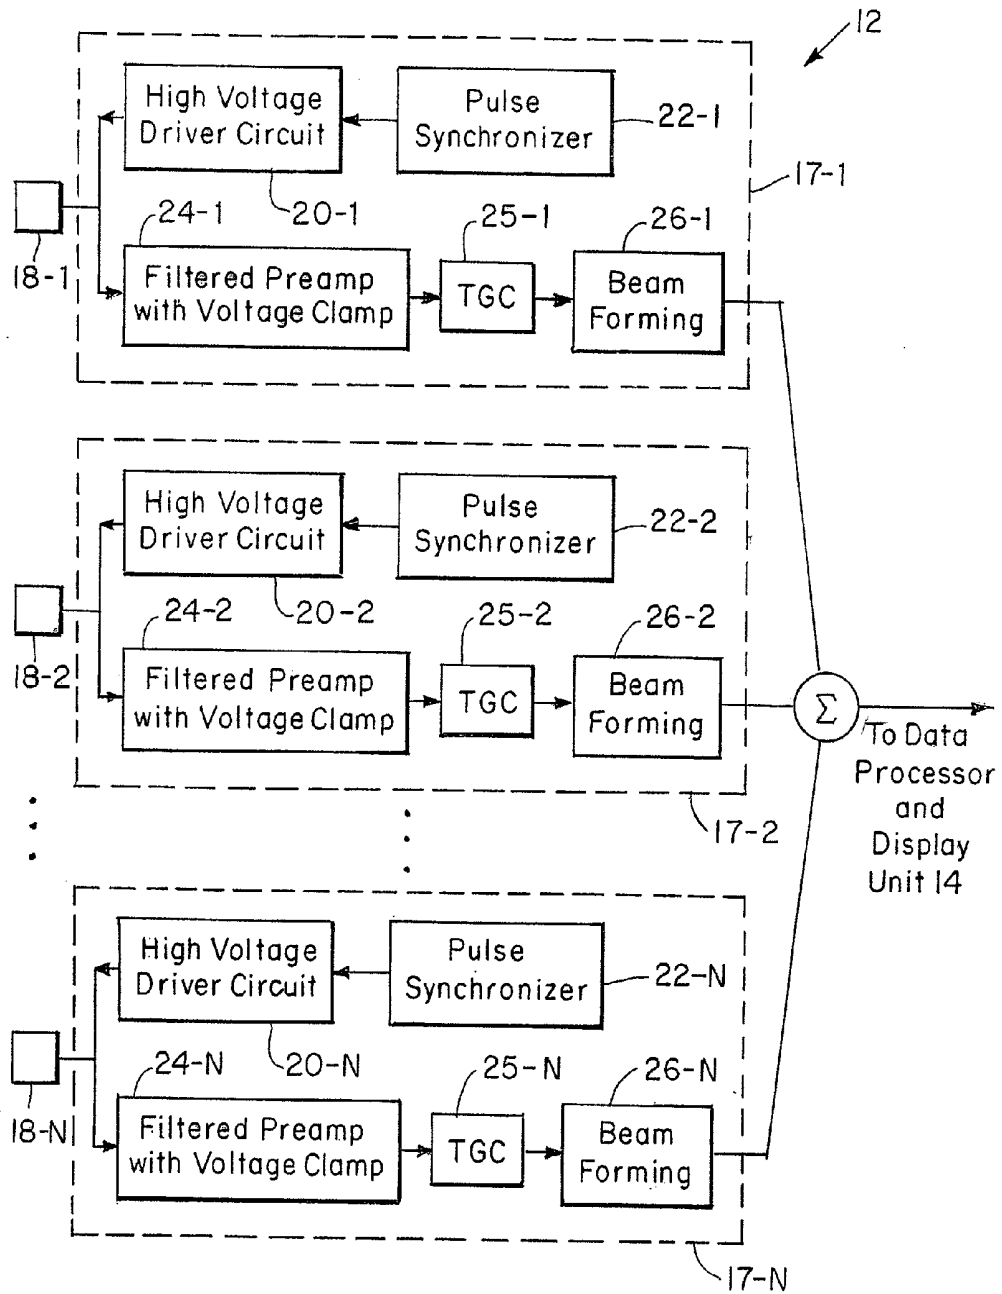 12
High Voltage
Driver Circuit
Pulse
Synchronizer
22-1
17-1
18-1
20-1
24-1
25-1
26-1
Filtered Preamp
with Voltage Clamp
TGC
Beam
Forming
High Voltage
Driver Circuit
Pulse
Synchronizer
22-2
18-2
20-2
24-2
25-2
26-2
Filtered Preamp
with Voltage Clamp
TGC
Beam
Forming
Σ
To Data
Processor
and
Display
Unit 14
17-2
High Voltage
Driver Circuit
Pulse
Synchronizer
22-N
18-N
20-N
24-N
25-N
26-N
Filtered Preamp
with Voltage Clamp
TGC
Beam
Forming
17-N